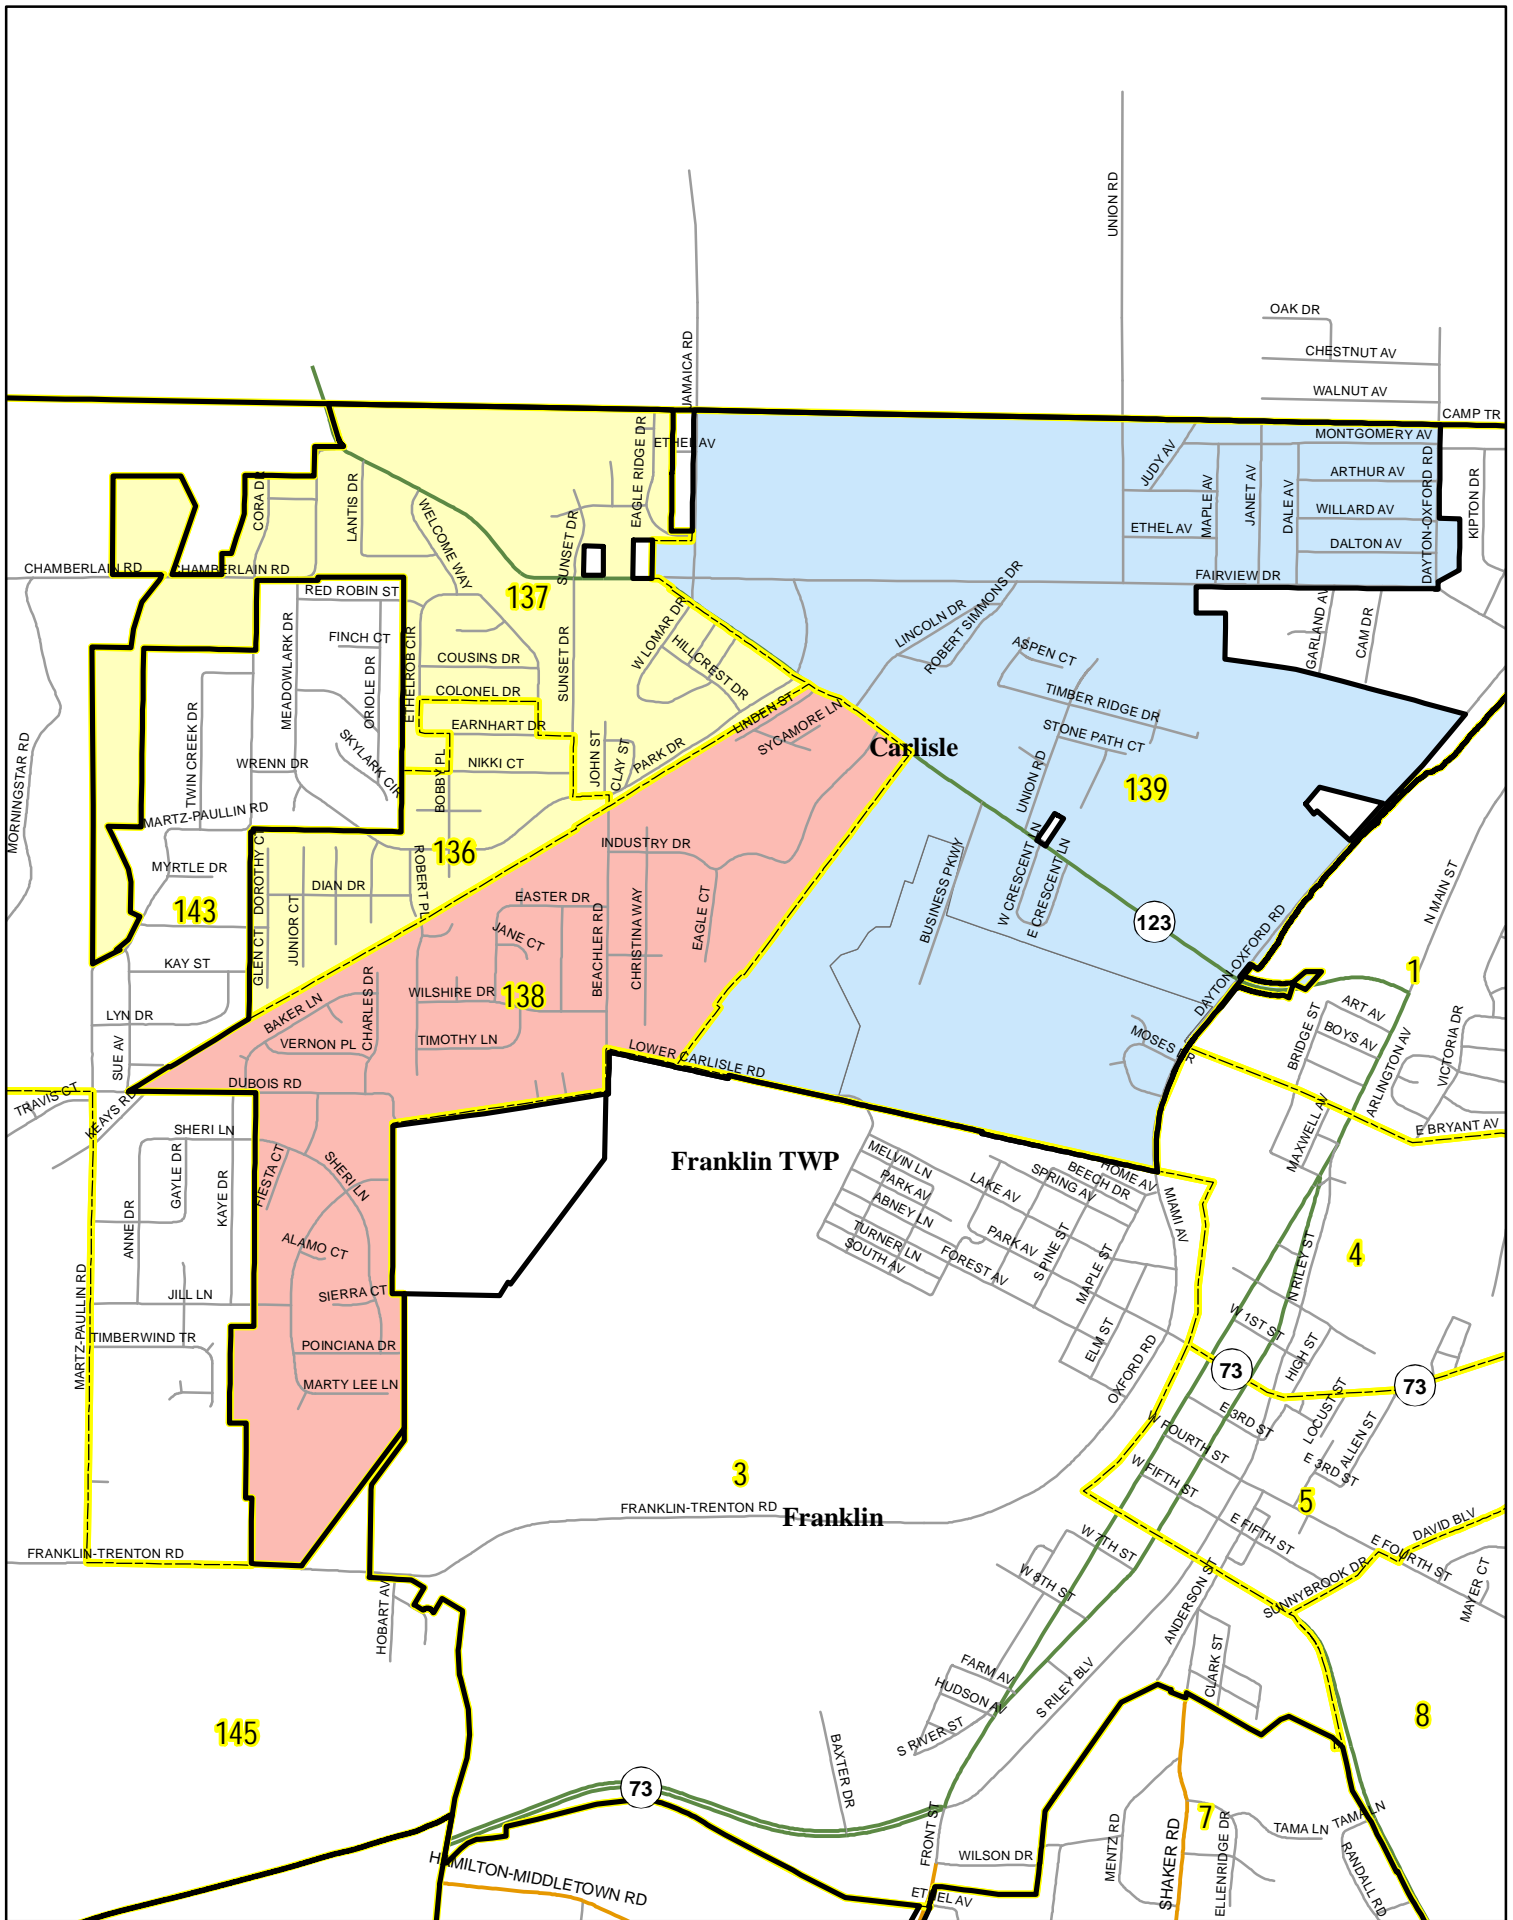 UNION RD
OAK DR
CHESTNUT AV
WALNUT AV
CAMP TR
JAMAICA RD
MONTGOMERY AV
ETHEL AV
EAGLE RIDGE DR
JUDY AV
ARTHUR AV
DAYTON-OXFORD RD
KIPTON DR
CORA DR
LANTIS DR
WELCOME WAY
SUNSET DR
MAPLE AV
JANET AV
DALE AV
WILLARD AV
ETHEL AV
DALTON AV
CHAMBERLAIN RD
CHAMBERLAIN RD
FAIRVIEW DR
RED ROBIN ST
137
LINCOLN DR
ROBERT SIMMONS DR
GARLAND AV
CAM DR
FINCH CT
MEADOWLARK DR
ORIOLE DR
ETHELROB CIR
COUSINS DR
SUNSET DR
W LOMAR DR
HILLCREST DR
ASPEN CT
COLONEL DR
TIMBER RIDGE DR
EARNHART DR
LINDEN ST
SYCAMORE LN
STONE PATH CT
Carlisle
MORNINGSTAR RD
TWIN CREEK DR
WRENN DR
SKYLARK CIR
NIKKI CT
BOBBY PL
JOHN ST
CLAY ST
PARK DR
UNION RD
139
MARTZ-PAULLIN RD
INDUSTRY DR
136
MYRTLE DR
DOROTHY CT
DIAN DR
ROBERT PL
EASTER DR
143
JUNIOR CT
GLEN CT
JANE CT
BEACHLER RD
CHRISTINA WAY
EAGLE CT
BUSINESS PKWY
W CRESCENT LN
E CRESCENT LN
123
N MAIN ST
KAY ST
WILSHIRE DR
138
DAYTON-OXFORD RD
1
LYN DR
BAKER LN
CHARLES DR
VERNON PL
TIMOTHY LN
LOWER CARLISLE RD
MOSES DR
BRIDGE ST
ART AV
BOYS AV
ARLINGTON AV
VICTORIA DR
SUE AV
DUBOIS RD
TRAVIS CT
KEAYS RD
SHERI LN
MAXWELL AV
E BRYANT AV
Franklin TWP
MELVIN LN
PARK AV
ABNEY LN
TURNER LN
SOUTH AV
LAKE AV
SPRING AV
BEECH DR
HOME AV
MIAMI AV
GAYLE DR
ANNE DR
KAYE DR
FIESTA CT
SHERI LN
ALAMO CT
FOREST AV
PARK AV
S PINE ST
MAPLE ST
4
N RILEY ST
MARTZ-PAULLIN RD
JILL LN
SIERRA CT
TIMBERWIND TR
POINCIANA DR
MARTY LEE LN
ELM ST
OXFORD RD
W 1ST ST
HIGH ST
73
73
E 3RD ST
LOCUST ST
ALLEN ST
E 3RD ST
W FOURTH ST
W FIFTH ST
3
FRANKLIN-TRENTON RD
Franklin
5
E FIFTH ST
E FOURTH ST
DAVID BLV
FRANKLIN-TRENTON RD
W 7TH ST
W 8TH ST
ANDERSON ST
SUNNYBROOK DR
MAYER CT
HOBART AV
CLARK ST
FARM AV
HUDSON AV
S RIVER ST
S RILEY BLV
8
145
BAXTER DR
73
FRONT ST
WILSON DR
MENTZ RD
SHAKER RD
7
ELLENRIDGE DR
TAMA LN
TAMA LN
RANDALL RD
HAMILTON-MIDDLETOWN RD
ETHEL AV